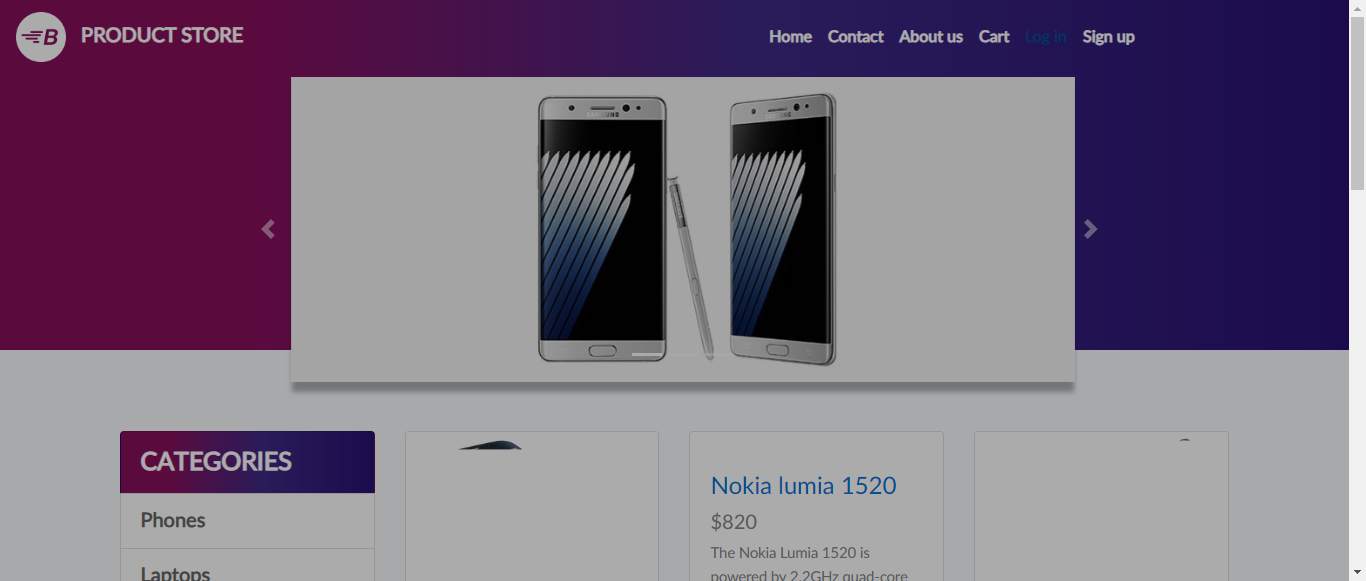 B PRODUCT STORE
Home Contact About us Cart Log in Sign up
SAMSUNG SAMSUNG
CATEGORIES
Phones
Laptops
Nokia lumia 1520
$820
The Nokia Lumia 1520 is
powered by 2.2GHz quad-core